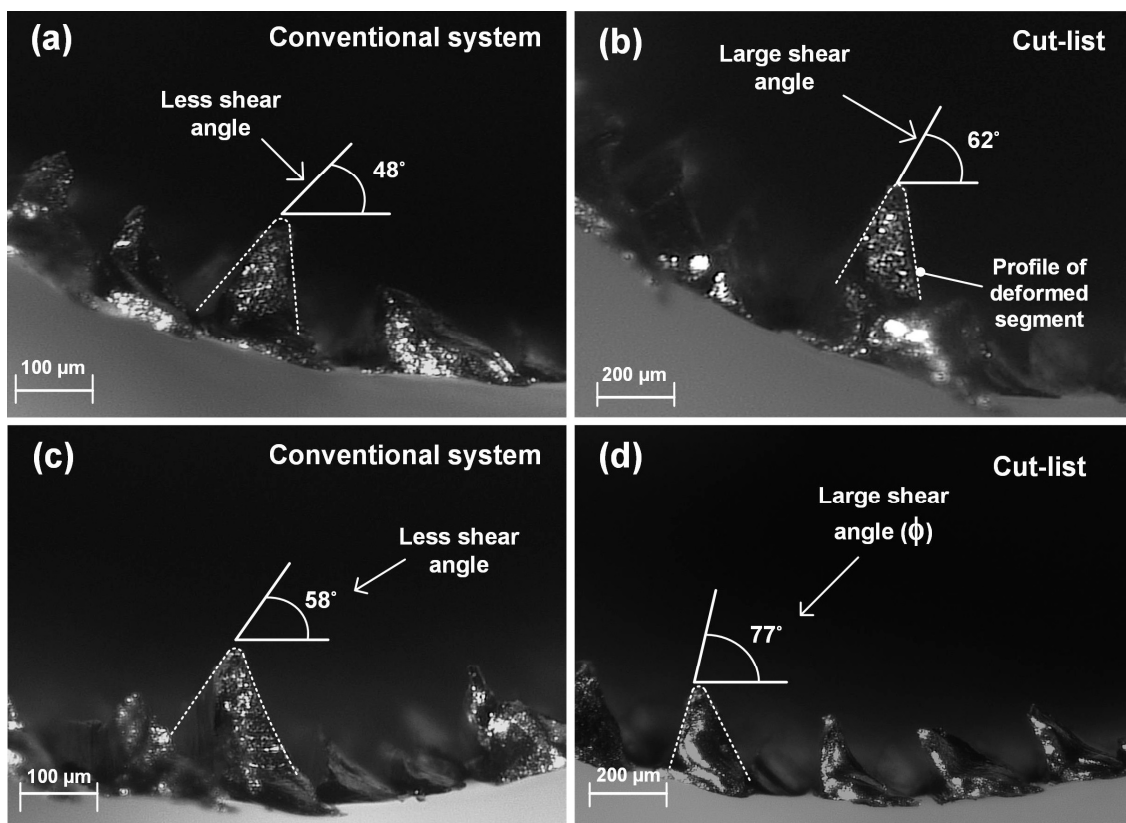 (a)
Conventional system
Less shear
angle
48°
100 µm
(b)
Cut-list
Large shear
angle
62°
Profile of
deformed
segment
200 µm
(c)
Conventional system
Less shear
angle
58°
100 µm
(d)
Cut-list
Large shear
angle (ϕ)
77°
200 µm